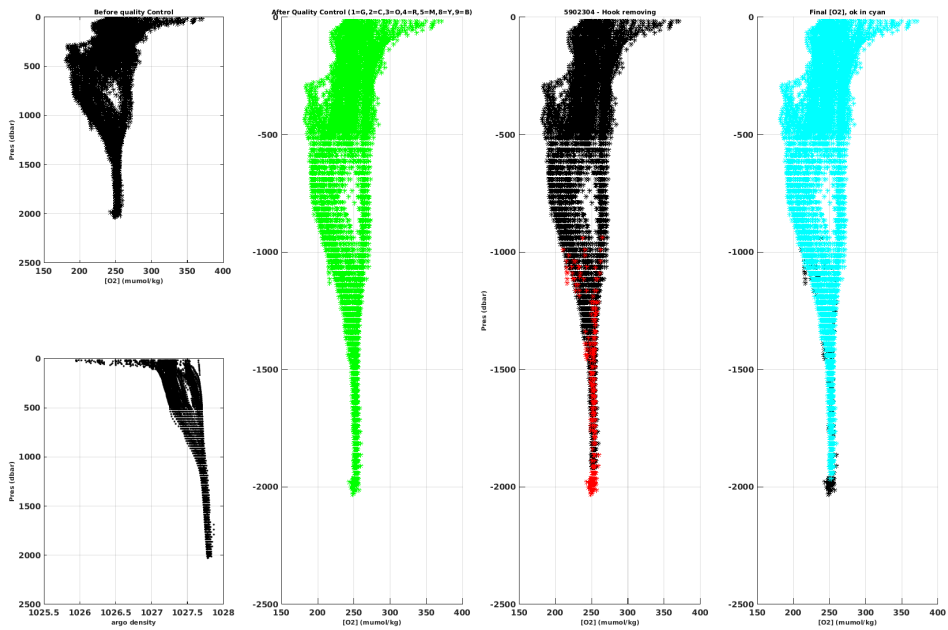 Before quality Control
0
500
1000
1500
2000
2500
150 200 250 300 350 400
[O2] (mumol/kg)
Pres (dbar)
0
500
1000
1500
2000
2500
1025.5 1026 1026.5 1027 1027.5 1028
argo density
Pres (dbar)
After Quality Control (1=G,2=C,3=O,4=R,5=M,8=Y,9=B)
0
-500
-1000
-1500
-2000
-2500
200 250 300 350 400
[O2] (mumol/kg)
5902304 - Hook removing
0
-500
-1000
-1500
-2000
-2500
200 250 300 350 400
[O2] (mumol/kg)
Pres (dbar)
Final [O2], ok in cyan
0
-500
-1000
-1500
-2000
-2500
200 250 300 350 400
[O2] (mumol/kg)